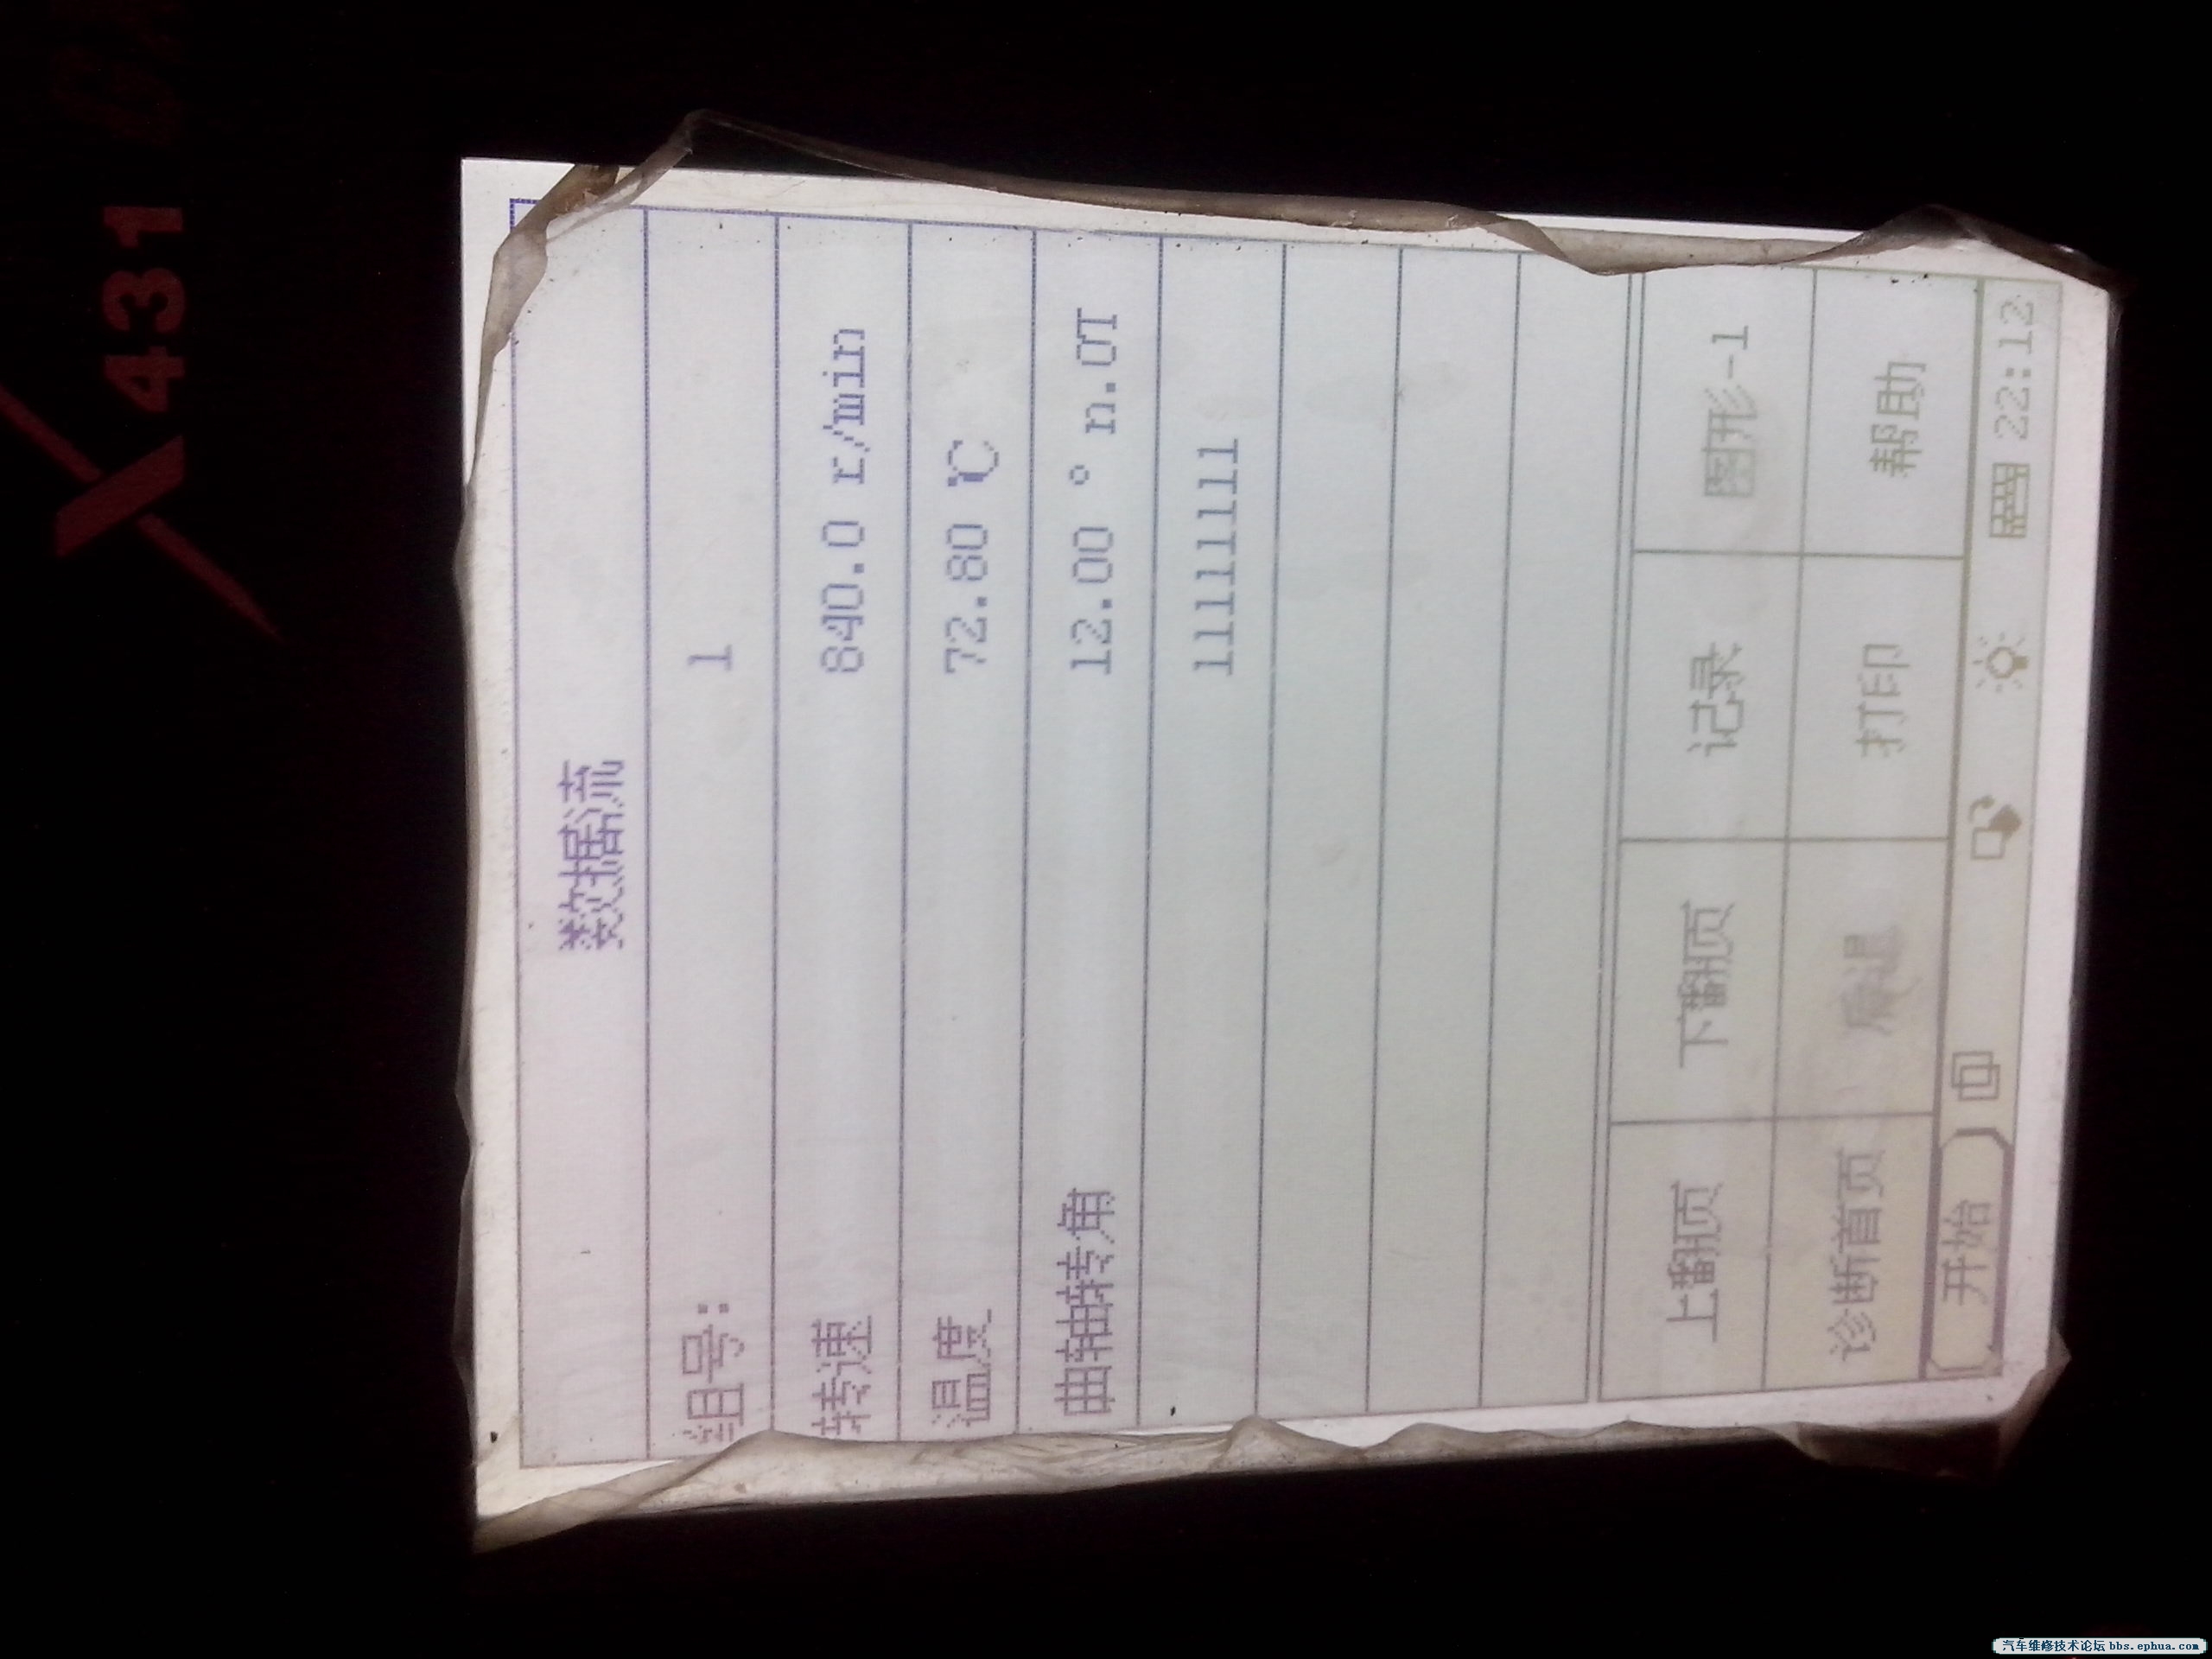 X431
数据流
组号: 1
转速 840.0 r/min
温度 72.80 ℃
曲轴转角 12.00 ° n.OT
11111111
上翻页 下翻页 记录 图形-1
诊断首页 打印 帮助
开始 22:12
汽车维修技术论坛 bbs.ephua.com